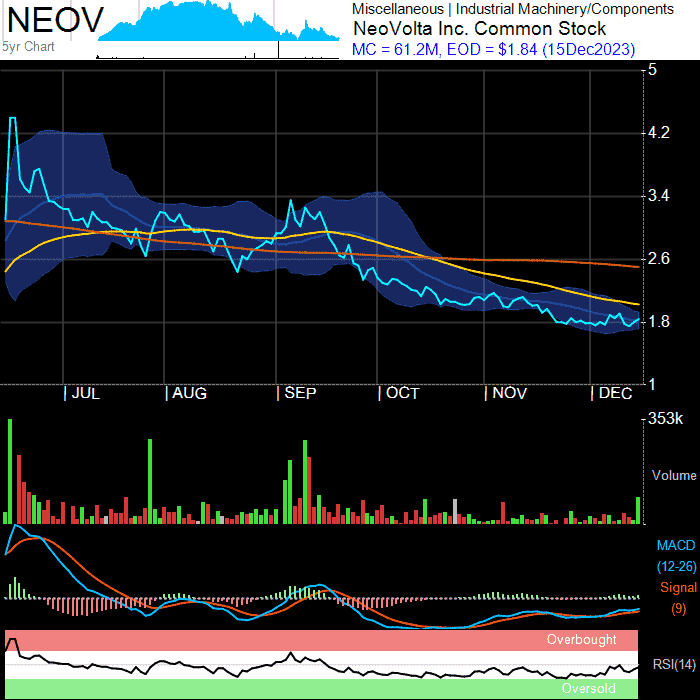 NEOV
5yr Chart
Miscellaneous | Industrial Machinery/Components
NeoVolta Inc. Common Stock
MC = 61.2M, EOD = $1.84 (15Dec2023)
5
4.2
3.4
2.6
1.8
1
| JUL | AUG | SEP | OCT | NOV | DEC
353k
Volume
MACD
(12-26)
Signal
(9)
Overbought
RSI(14)
Oversold